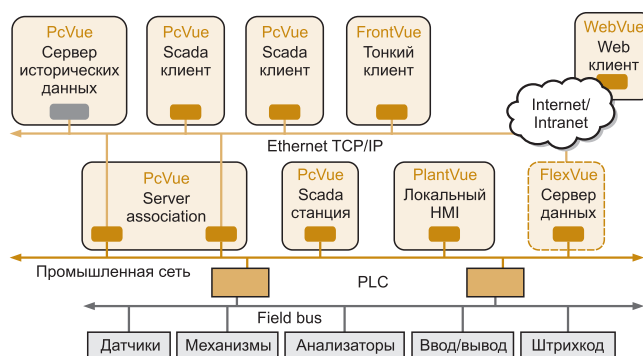 PcVue
Сервер
исторических
данных
PcVue
Scada
клиент
PcVue
Scada
клиент
FrontVue
Тонкий
клиент
WebVue
Web
клиент
Internet/
Intranet
Ethernet TCP/IP
PcVue
Server
association
PcVue
Scada
станция
PlantVue
Локальный
HMI
FlexVue
Сервер
данных
Промышленная сеть
PLC
Field bus
Датчики
Механизмы
Анализаторы
Ввод/вывод
Штрихкод